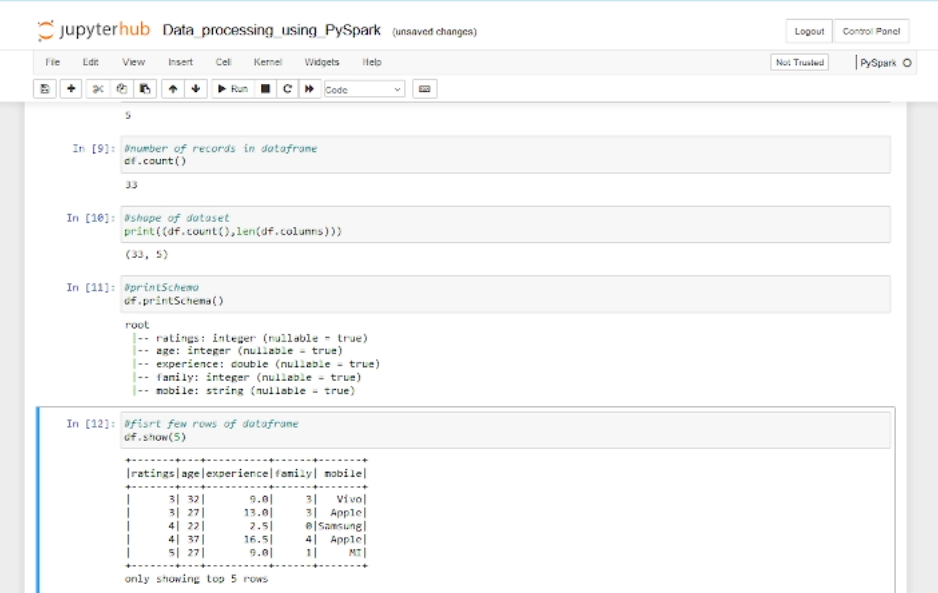 jupyterhub Data_processing_using_PySpark (unsaved changes) Logout Control Panel
File Edit View Insert Cell Kernel Widgets Help Not Trusted PySpark
Run Code
5
In [9]: #number of records in dataframe
df.count()
33
In [10]: #shape of dataset
print((df.count(),len(df.columns)))
(33, 5)
In [11]: #printSchema
df.printSchema()
root
|-- ratings: integer (nullable = true)
|-- age: integer (nullable = true)
|-- experience: double (nullable = true)
|-- family: integer (nullable = true)
|-- mobile: string (nullable = true)
In [12]: #fisrt few rows of dataframe
df.show(5)
+-------+---+----------+------+-------+
|ratings|age|experience|family| mobile|
+-------+---+----------+------+-------+
|      3| 32|       9.0|     3|   Vivo|
|      3| 27|      13.0|     3|  Apple|
|      4| 22|       2.5|     0|Samsung|
|      4| 37|      16.5|     4|  Apple|
|      5| 27|       9.0|     1|     MI|
+-------+---+----------+------+-------+
only showing top 5 rows